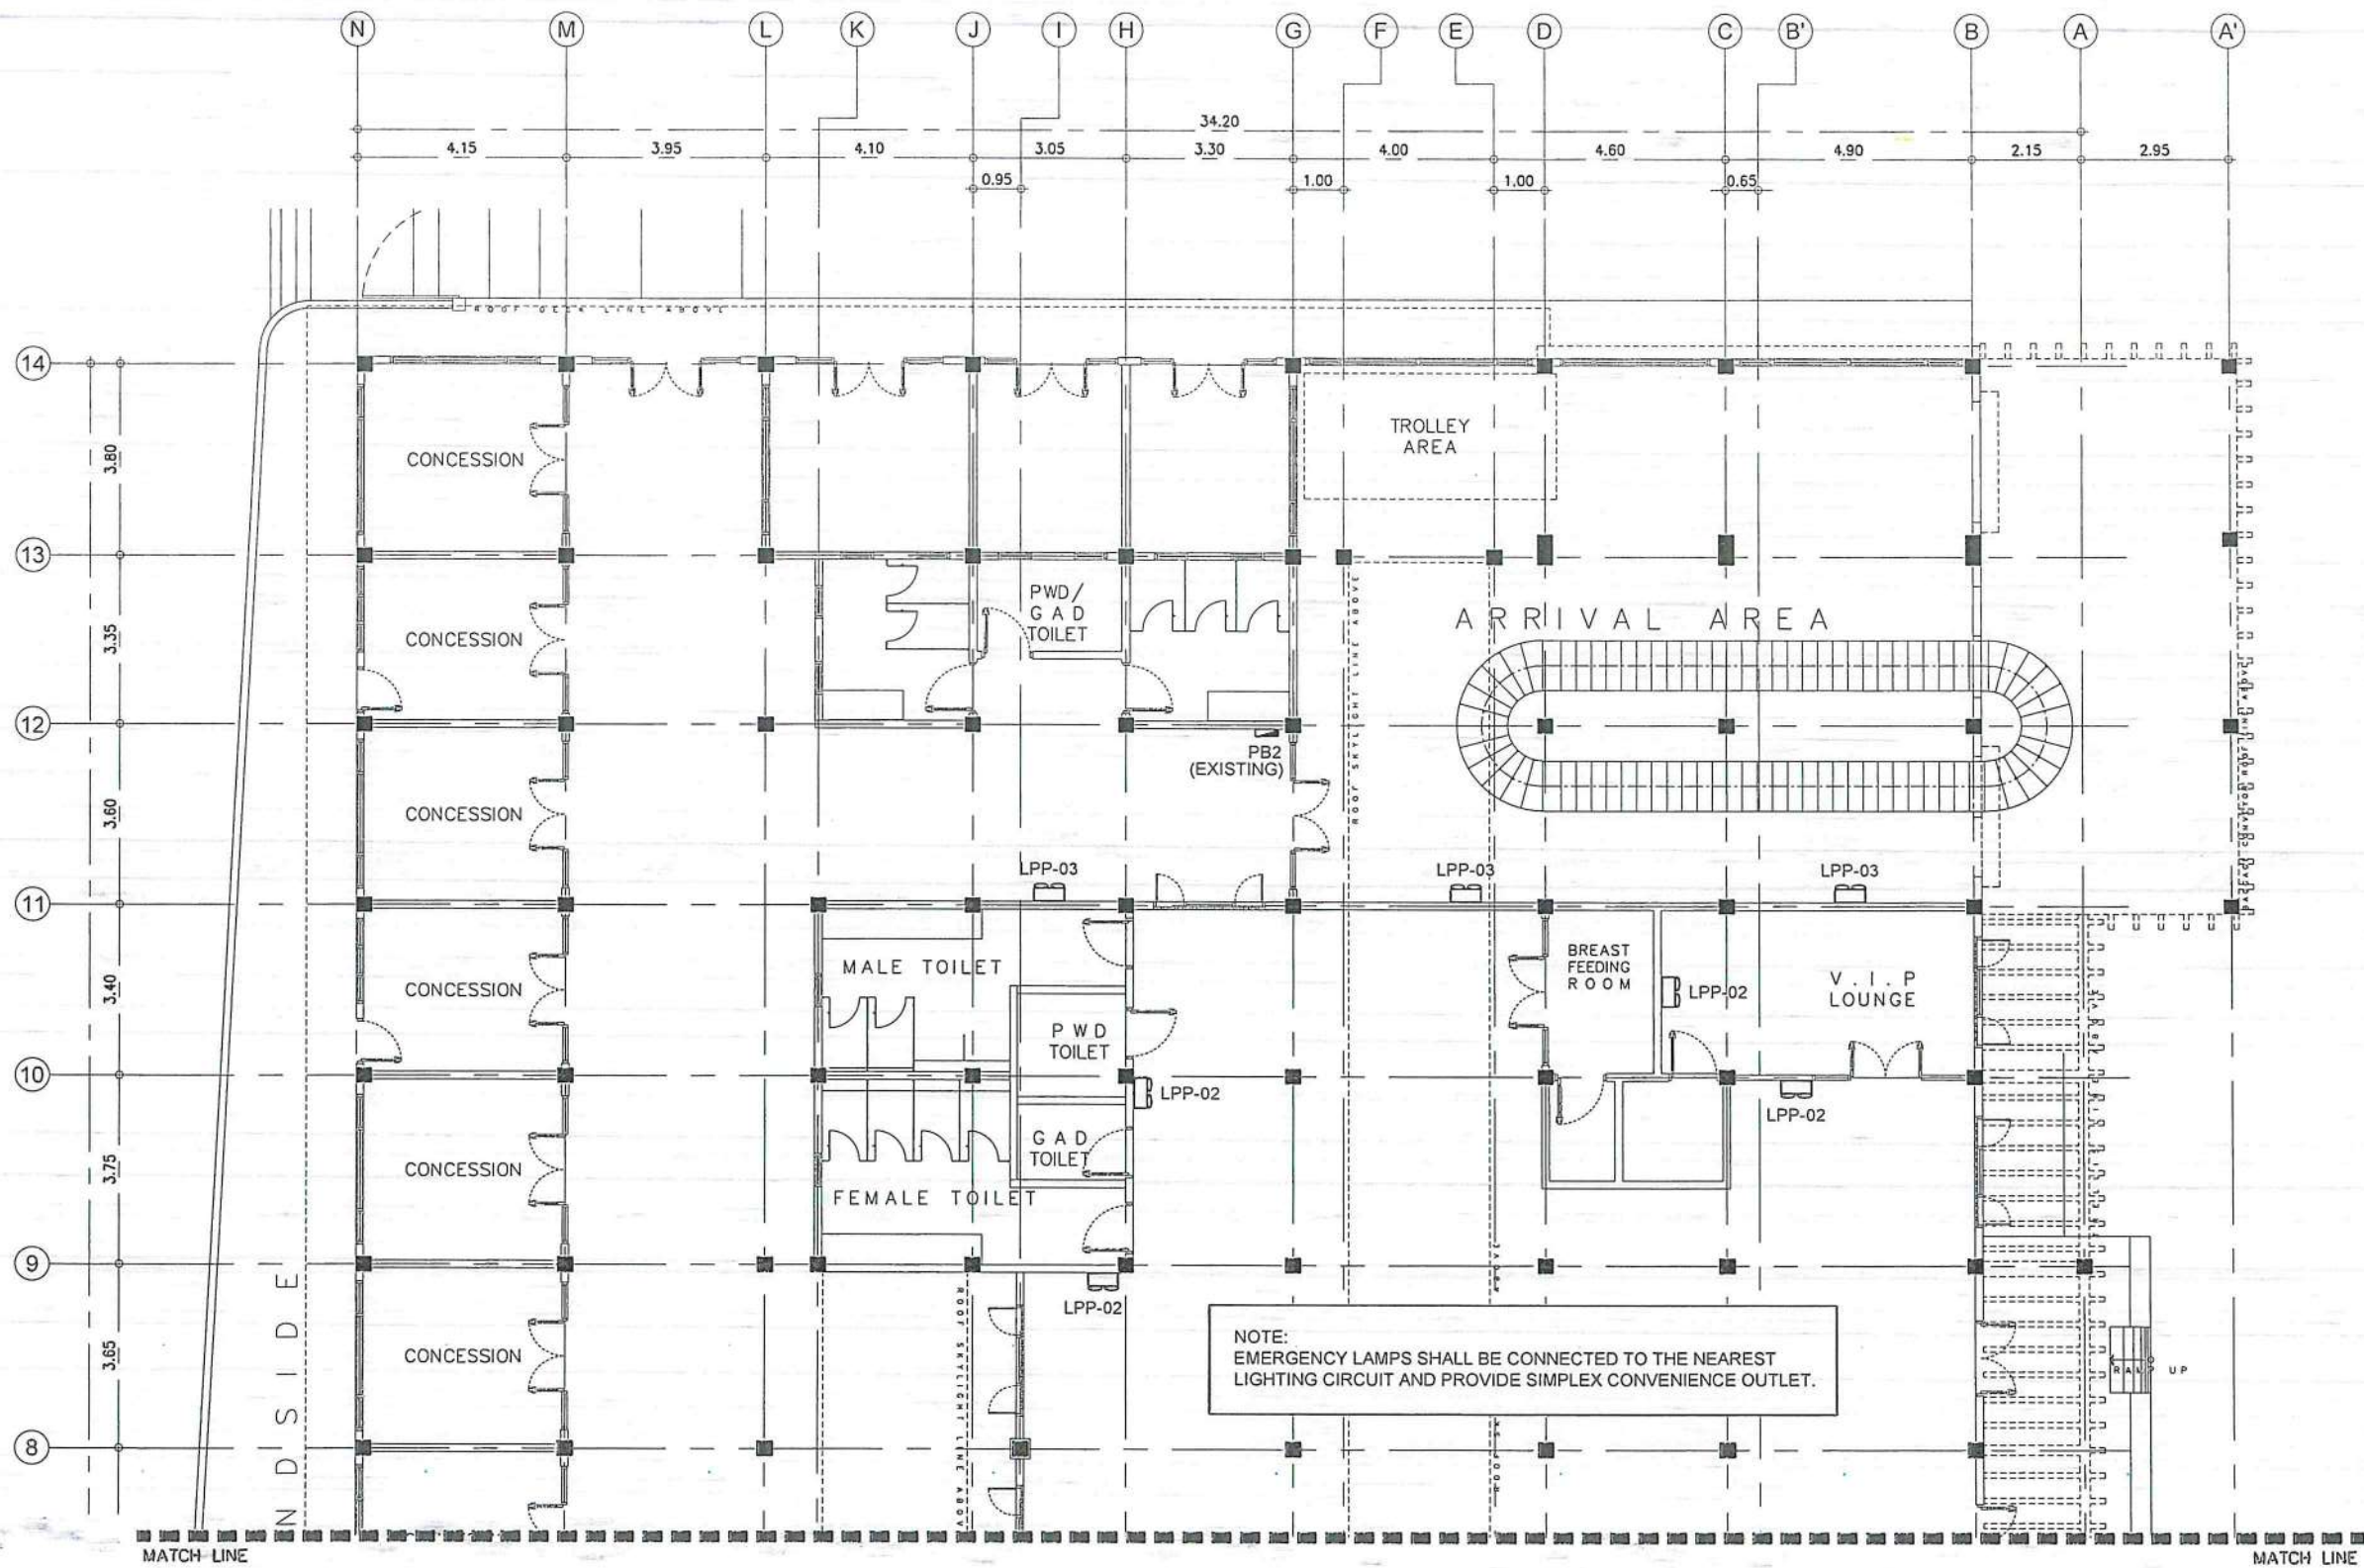 N M L K J I H G F E D C B' B A A'
34.20
4.15 3.95 4.10 3.05 3.30 4.00 4.60 4.90 2.15 2.95
0.95 1.00 1.00 0.65
ROOF DECK LINE ABOVE
14
3.80
CONCESSION
TROLLEY
AREA
13
3.35
CONCESSION
PWD/
GAD
TOILET
ARRIVAL AREA
ROOF SKYLIGHT LINE ABOVE
12
PB2
(EXISTING)
3.60
CONCESSION
LPP-03
LPP-03
LPP-03
11
3.40
CONCESSION
MALE TOILET
BREAST
FEEDING
ROOM
LPP-02
V.I.P
LOUNGE
PWD
TOILET
10
LPP-02
LPP-02
3.75
CONCESSION
GAD
TOILET
FEMALE TOILET
9
LPP-02
3.65
CONCESSION
ROOF SKYLIGHT LINE ABOV
NOTE:
EMERGENCY LAMPS SHALL BE CONNECTED TO THE NEAREST
LIGHTING CIRCUIT AND PROVIDE SIMPLEX CONVENIENCE OUTLET.
UP
8
NDSIDE
MATCH LINE
MATCH LINE